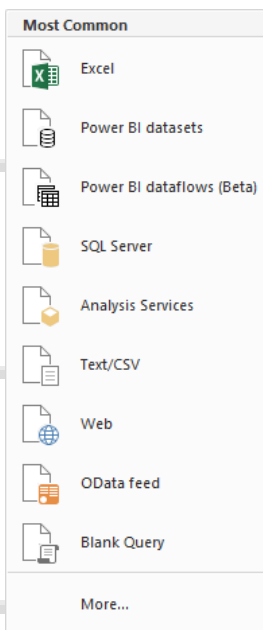 Most Common
Excel
Power BI datasets
Power BI dataflows (Beta)
SQL Server
Analysis Services
Text/CSV
Web
OData feed
Blank Query
More...